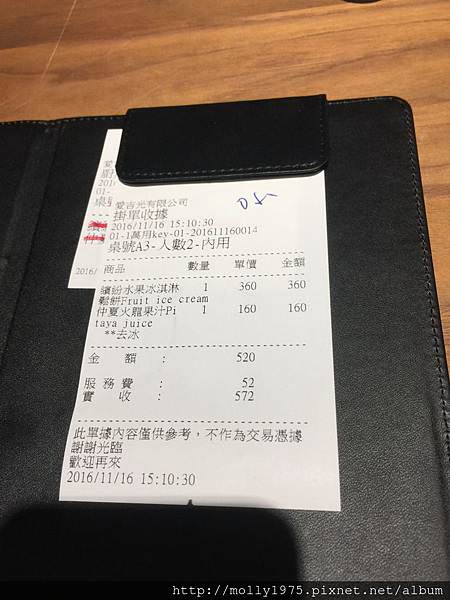 愛吉光有限公司
掛單收據
2016/11/16 15:10:30
01-1萬用key-01-201611160014
桌號A3-人數2-內用
商品 數量 單價 金額
繽紛水果冰淇淋 1 360 360
鬆餅Fruit ice cream
仲夏火龍果汁Pi 1 160 160
taya juice
**去冰
金 額 : 520
服 務 費 : 52
實 收 : 572
此單據內容僅供參考，不作為交易憑據
謝謝光臨
歡迎再來
2016/11/16 15:10:30
2016/
http://molly1975.pixnet.net/album